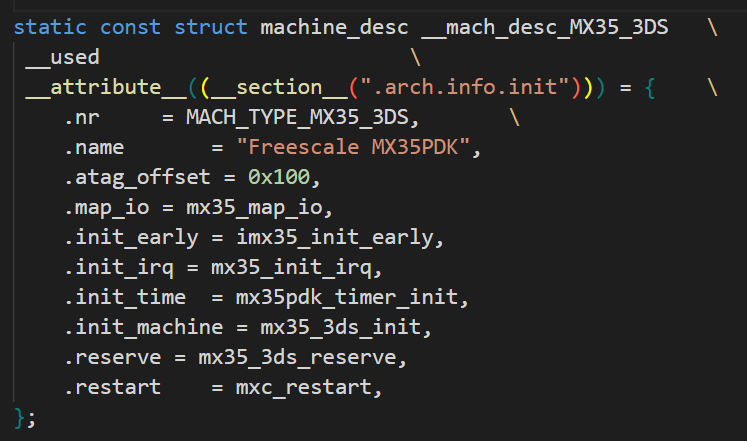 static const struct machine_desc __mach_desc_MX35_3DS   \
 __used                         \
 __attribute__((__section__(".arch.info.init"))) = {    \
    .nr     = MACH_TYPE_MX35_3DS,       \
    .name       = "Freescale MX35PDK",
    .atag_offset = 0x100,
    .map_io = mx35_map_io,
    .init_early = imx35_init_early,
    .init_irq = mx35_init_irq,
    .init_time  = mx35pdk_timer_init,
    .init_machine = mx35_3ds_init,
    .reserve = mx35_3ds_reserve,
    .restart    = mxc_restart,
};